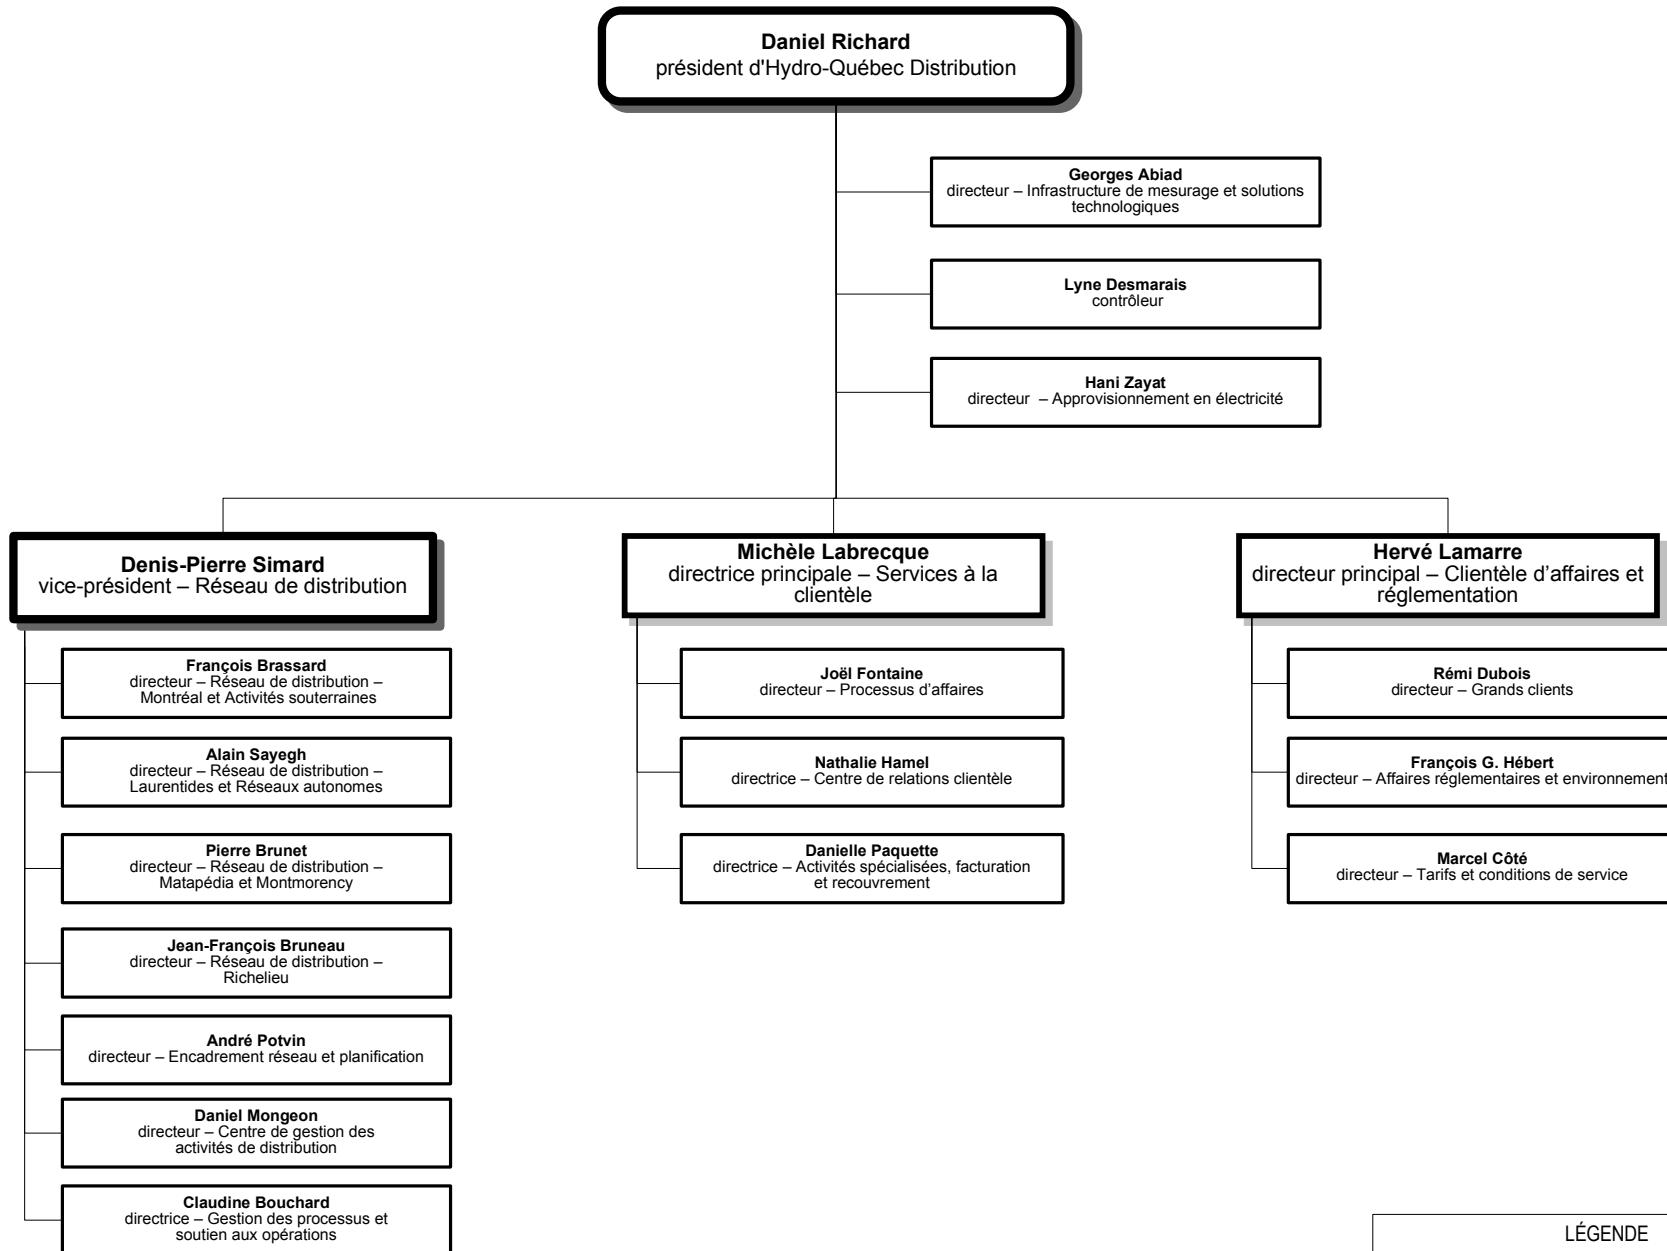 Daniel Richard
président d'Hydro-Québec Distribution
Georges Abiad
directeur – Infrastructure de mesurage et solutions
technologiques
Lyne Desmarais
contrôleur
Hani Zayat
directeur – Approvisionnement en électricité
Denis-Pierre Simard
vice-président – Réseau de distribution
François Brassard
directeur – Réseau de distribution –
Montréal et Activités souterraines
Alain Sayegh
directeur – Réseau de distribution –
Laurentides et Réseaux autonomes
Pierre Brunet
directeur – Réseau de distribution –
Matapédia et Montmorency
Jean-François Bruneau
directeur – Réseau de distribution –
Richelieu
André Potvin
directeur – Encadrement réseau et planification
Daniel Mongeon
directeur – Centre de gestion des
activités de distribution
Claudine Bouchard
directrice – Gestion des processus et
soutien aux opérations
Michèle Labrecque
directrice principale – Services à la
clientèle
Joël Fontaine
directeur – Processus d'affaires
Nathalie Hamel
directrice – Centre de relations clientèle
Danielle Paquette
directrice – Activités spécialisées, facturation
et recouvrement
Hervé Lamarre
directeur principal – Clientèle d'affaires et
réglementation
Rémi Dubois
directeur – Grands clients
François G. Hébert
directeur – Affaires réglementaires et environnement
Marcel Côté
directeur – Tarifs et conditions de service
LÉGENDE